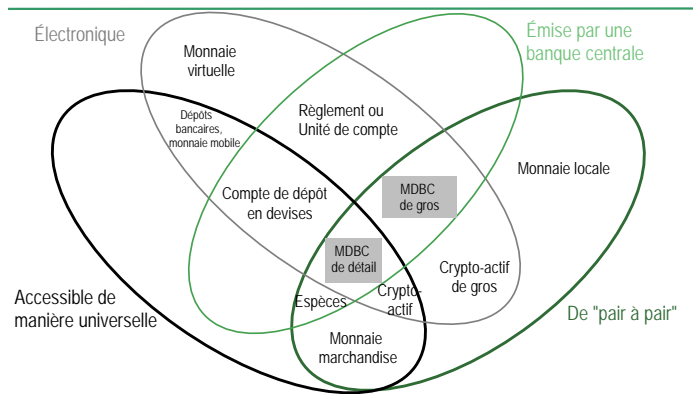 Électronique
Émise par une
banque centrale
Monnaie
virtuelle
Règlement ou
Unité de compte
Dépôts
bancaires,
monnaie mobile
Monnaie locale
Compte de dépôt
en devises
MDBC
de gros
MDBC
de détail
Crypto-actif
de gros
Accessible de
manière universelle
Espèces
Crypto-
actif
De "pair à pair"
Monnaie
marchandise